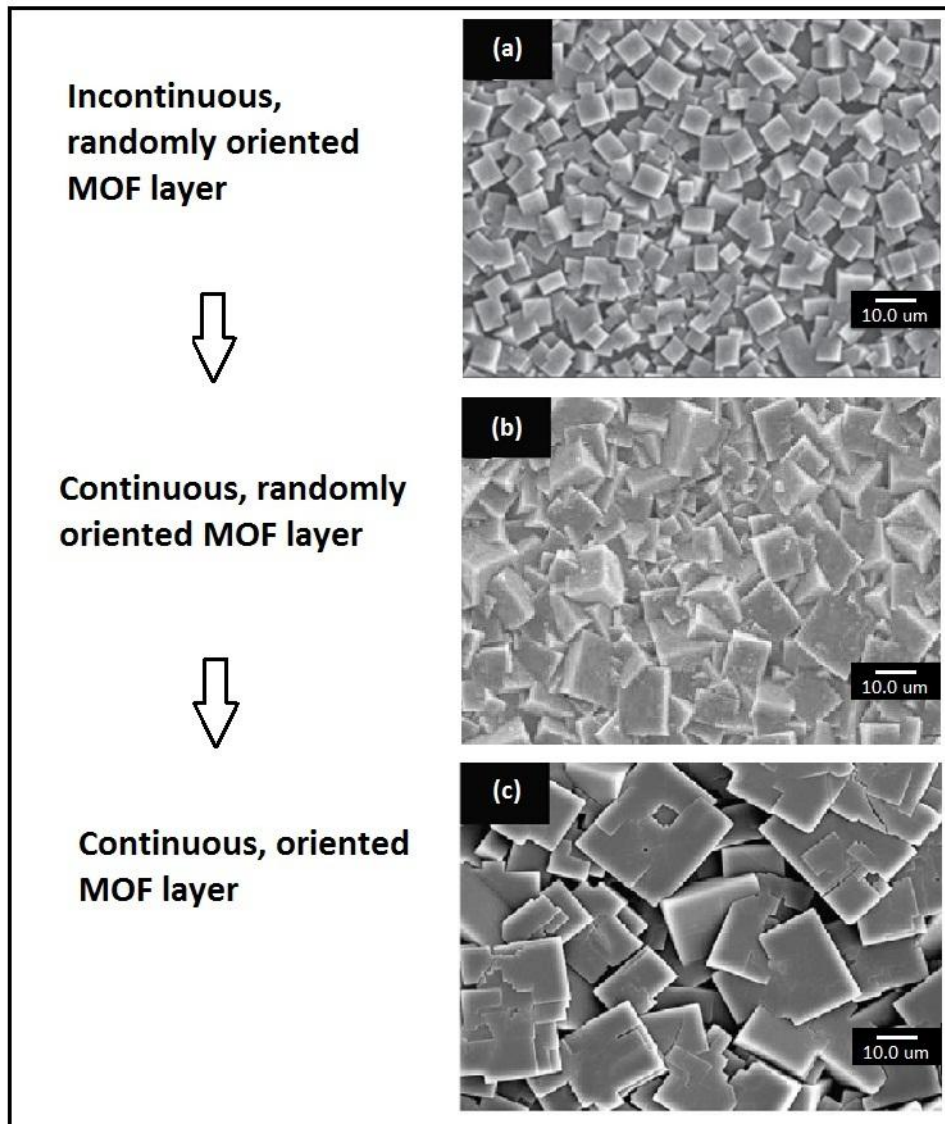 Incontinuous,
randomly oriented
MOF layer
(a)
10.0 um
Continuous, randomly
oriented MOF layer
(b)
10.0 um
Continuous, oriented
MOF layer
(c)
10.0 um